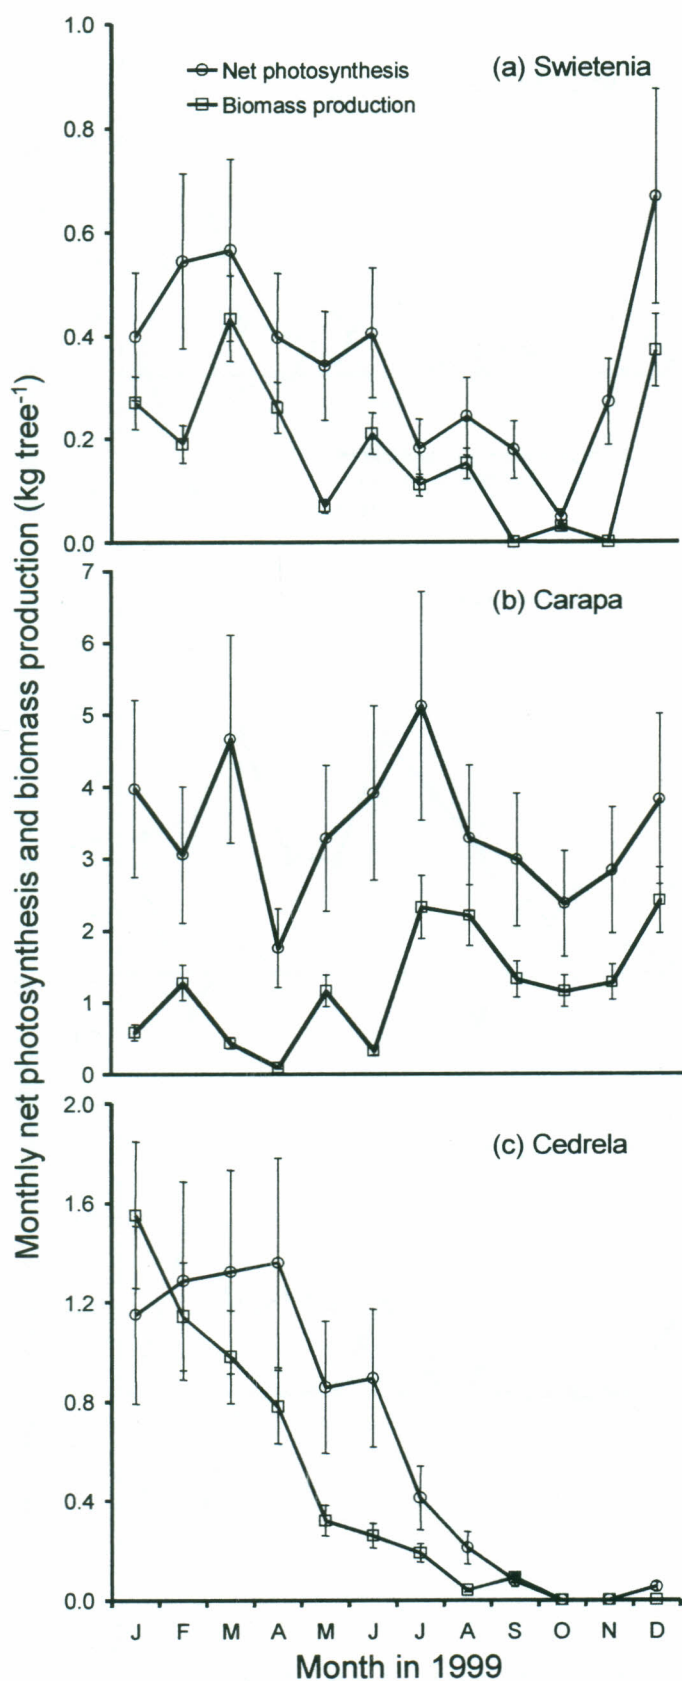 Monthly net photosynthesis and biomass production (kg tree⁻¹)
1.0
(a) Swietenia
Net photosynthesis
Biomass production
0.8
0.6
0.4
0.2
0.0
7
(b) Carapa
6
5
4
3
2
1
0
2.0
(c) Cedrela
1.6
1.2
0.8
0.4
0.0
J F M A M J J A S O N D
Month in 1999